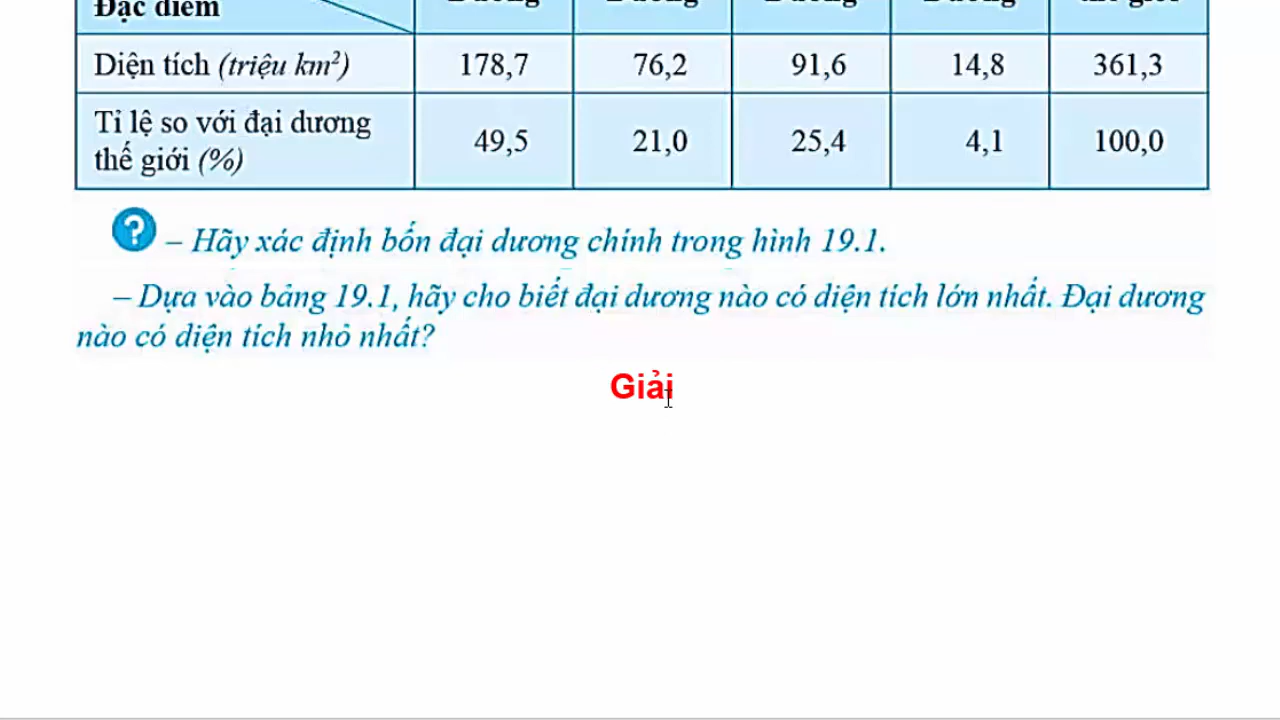 Đặc điểm
Diện tích (triệu km²) 178,7 76,2 91,6 14,8 361,3
Tỉ lệ so với đại dương
thế giới (%) 49,5 21,0 25,4 4,1 100,0
? – Hãy xác định bốn đại dương chính trong hình 19.1.
– Dựa vào bảng 19.1, hãy cho biết đại dương nào có diện tích lớn nhất. Đại dương
nào có diện tích nhỏ nhất?
Giải